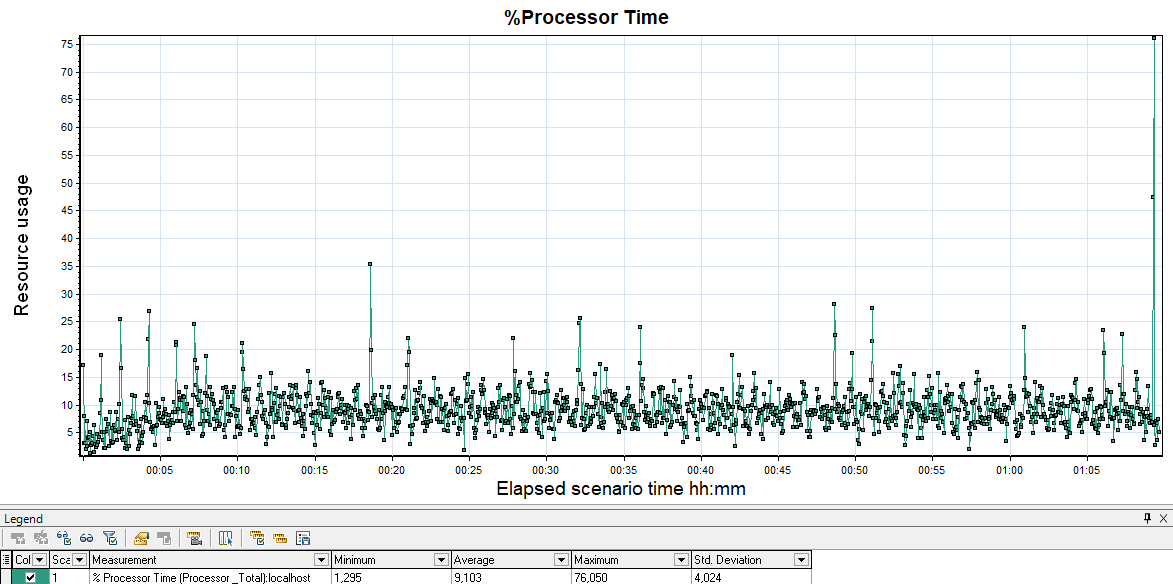 %Processor Time
75
70
65
60
55
50
45
40
35
30
25
20
15
10
5
Resource usage
00:05 00:10 00:15 00:20 00:25 00:30 00:35 00:40 00:45 00:50 00:55 01:00 01:05
Elapsed scenario time hh:mm
Legend
Col Sca Measurement Minimum Average Maximum Std. Deviation
1 % Processor Time (Processor _Total):localhost 1,295 9,103 76,050 4,024